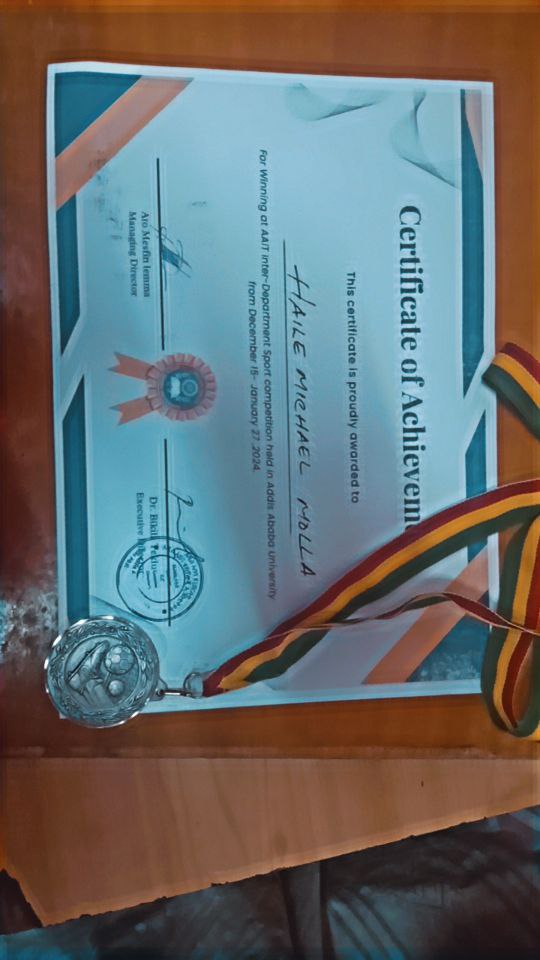 Certificate of Achieveme
This certificate is proudly awarded to
HAILE MICHAEL MOLLA
For Winning at AAiT Inter-Department Sport competition held in Addis Ababa University
from December 15- January 27 ,2024.
Ato Mesfin Lemma
Managing Director
Dr. Bikila
Executive